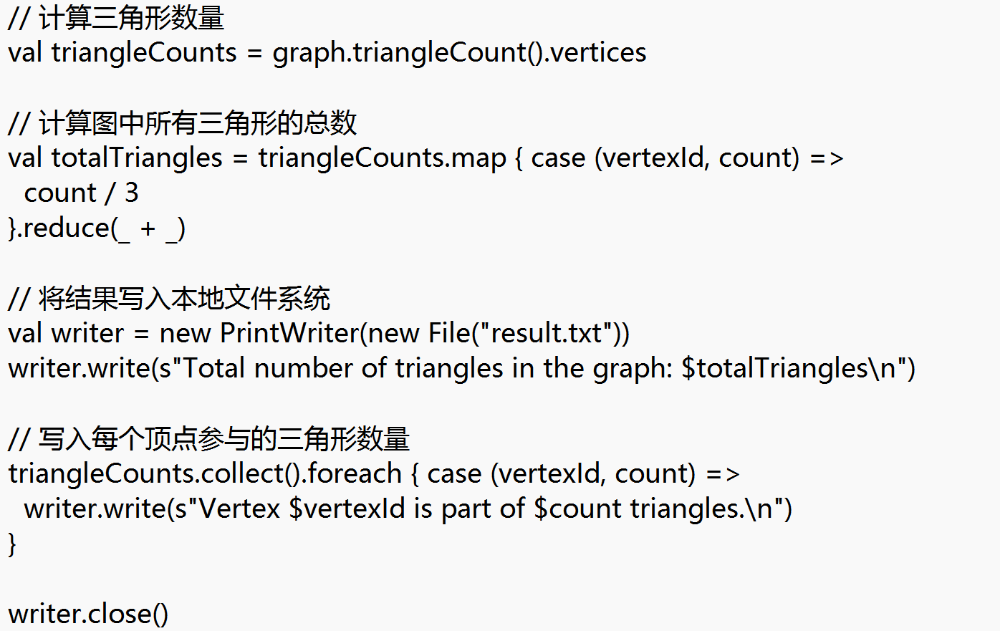 // 计算三角形数量
val triangleCounts = graph.triangleCount().vertices
// 计算图中所有三角形的总数
val totalTriangles = triangleCounts.map { case (vertexId, count) =>
  count / 3
}.reduce(_ + _)
// 将结果写入本地文件系统
val writer = new PrintWriter(new File("result.txt"))
writer.write(s"Total number of triangles in the graph: $totalTriangles\n")
// 写入每个顶点参与的三角形数量
triangleCounts.collect().foreach { case (vertexId, count) =>
  writer.write(s"Vertex $vertexId is part of $count triangles.\n")
}
writer.close()